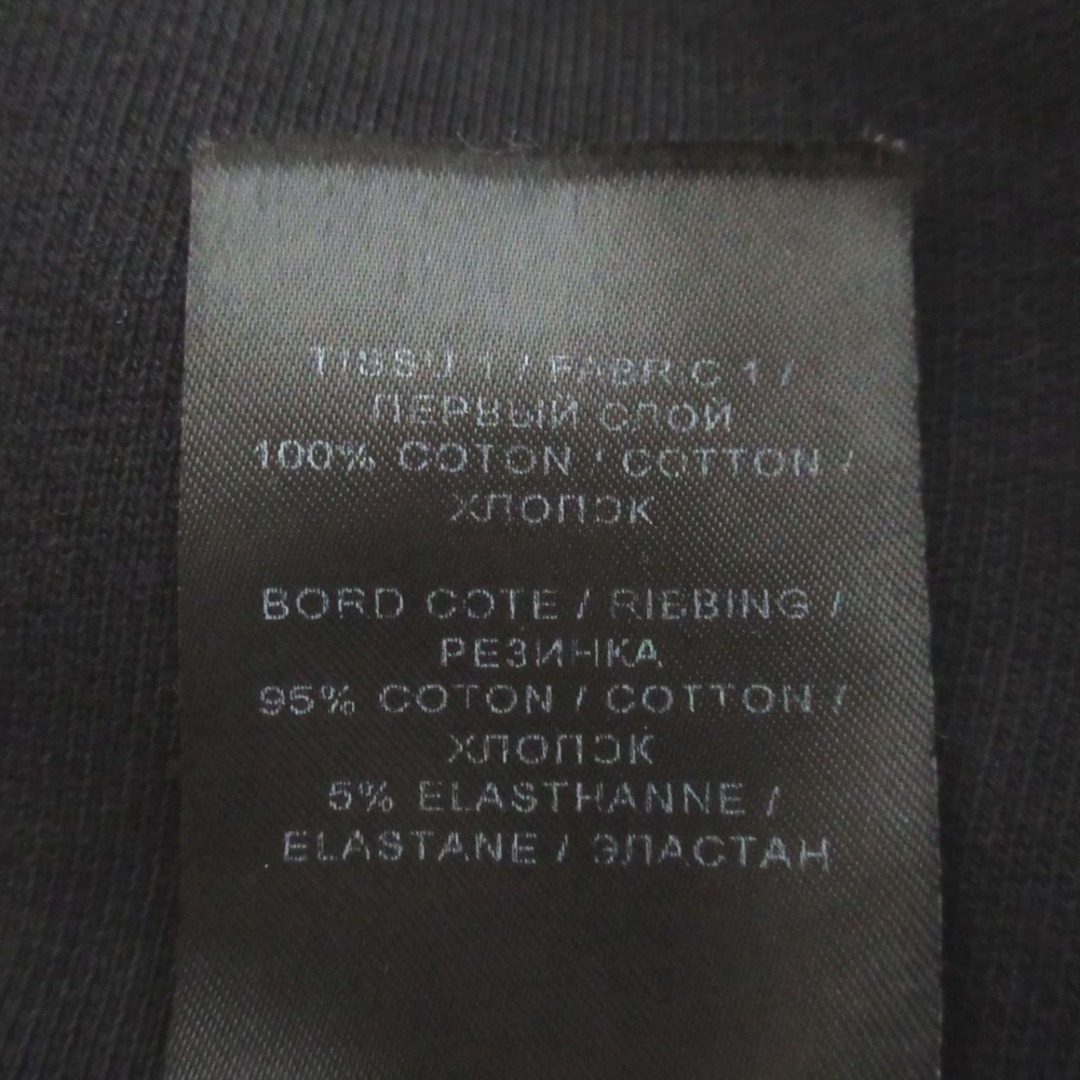 TISSU 1 / FABRIC 1 /
ПЕРВЫЙ СЛОЙ
100% COTON / COTTON /
ХЛОПОК
BORD COTE / RIBBING /
РЕЗИНКА
95% COTON / COTTON /
ХЛОПОК
5% ELASTHANNE /
ELASTANE / ЭЛАСТАН